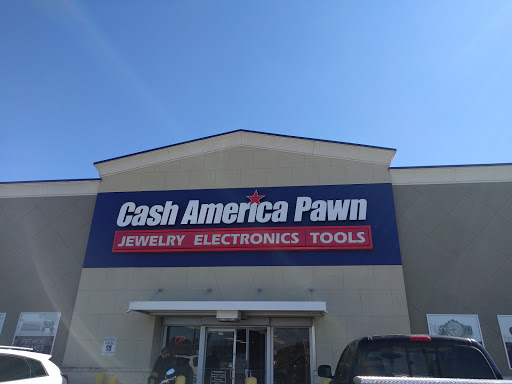 Cash America Pawn
JEWELRY ELECTRONICS TOOLS